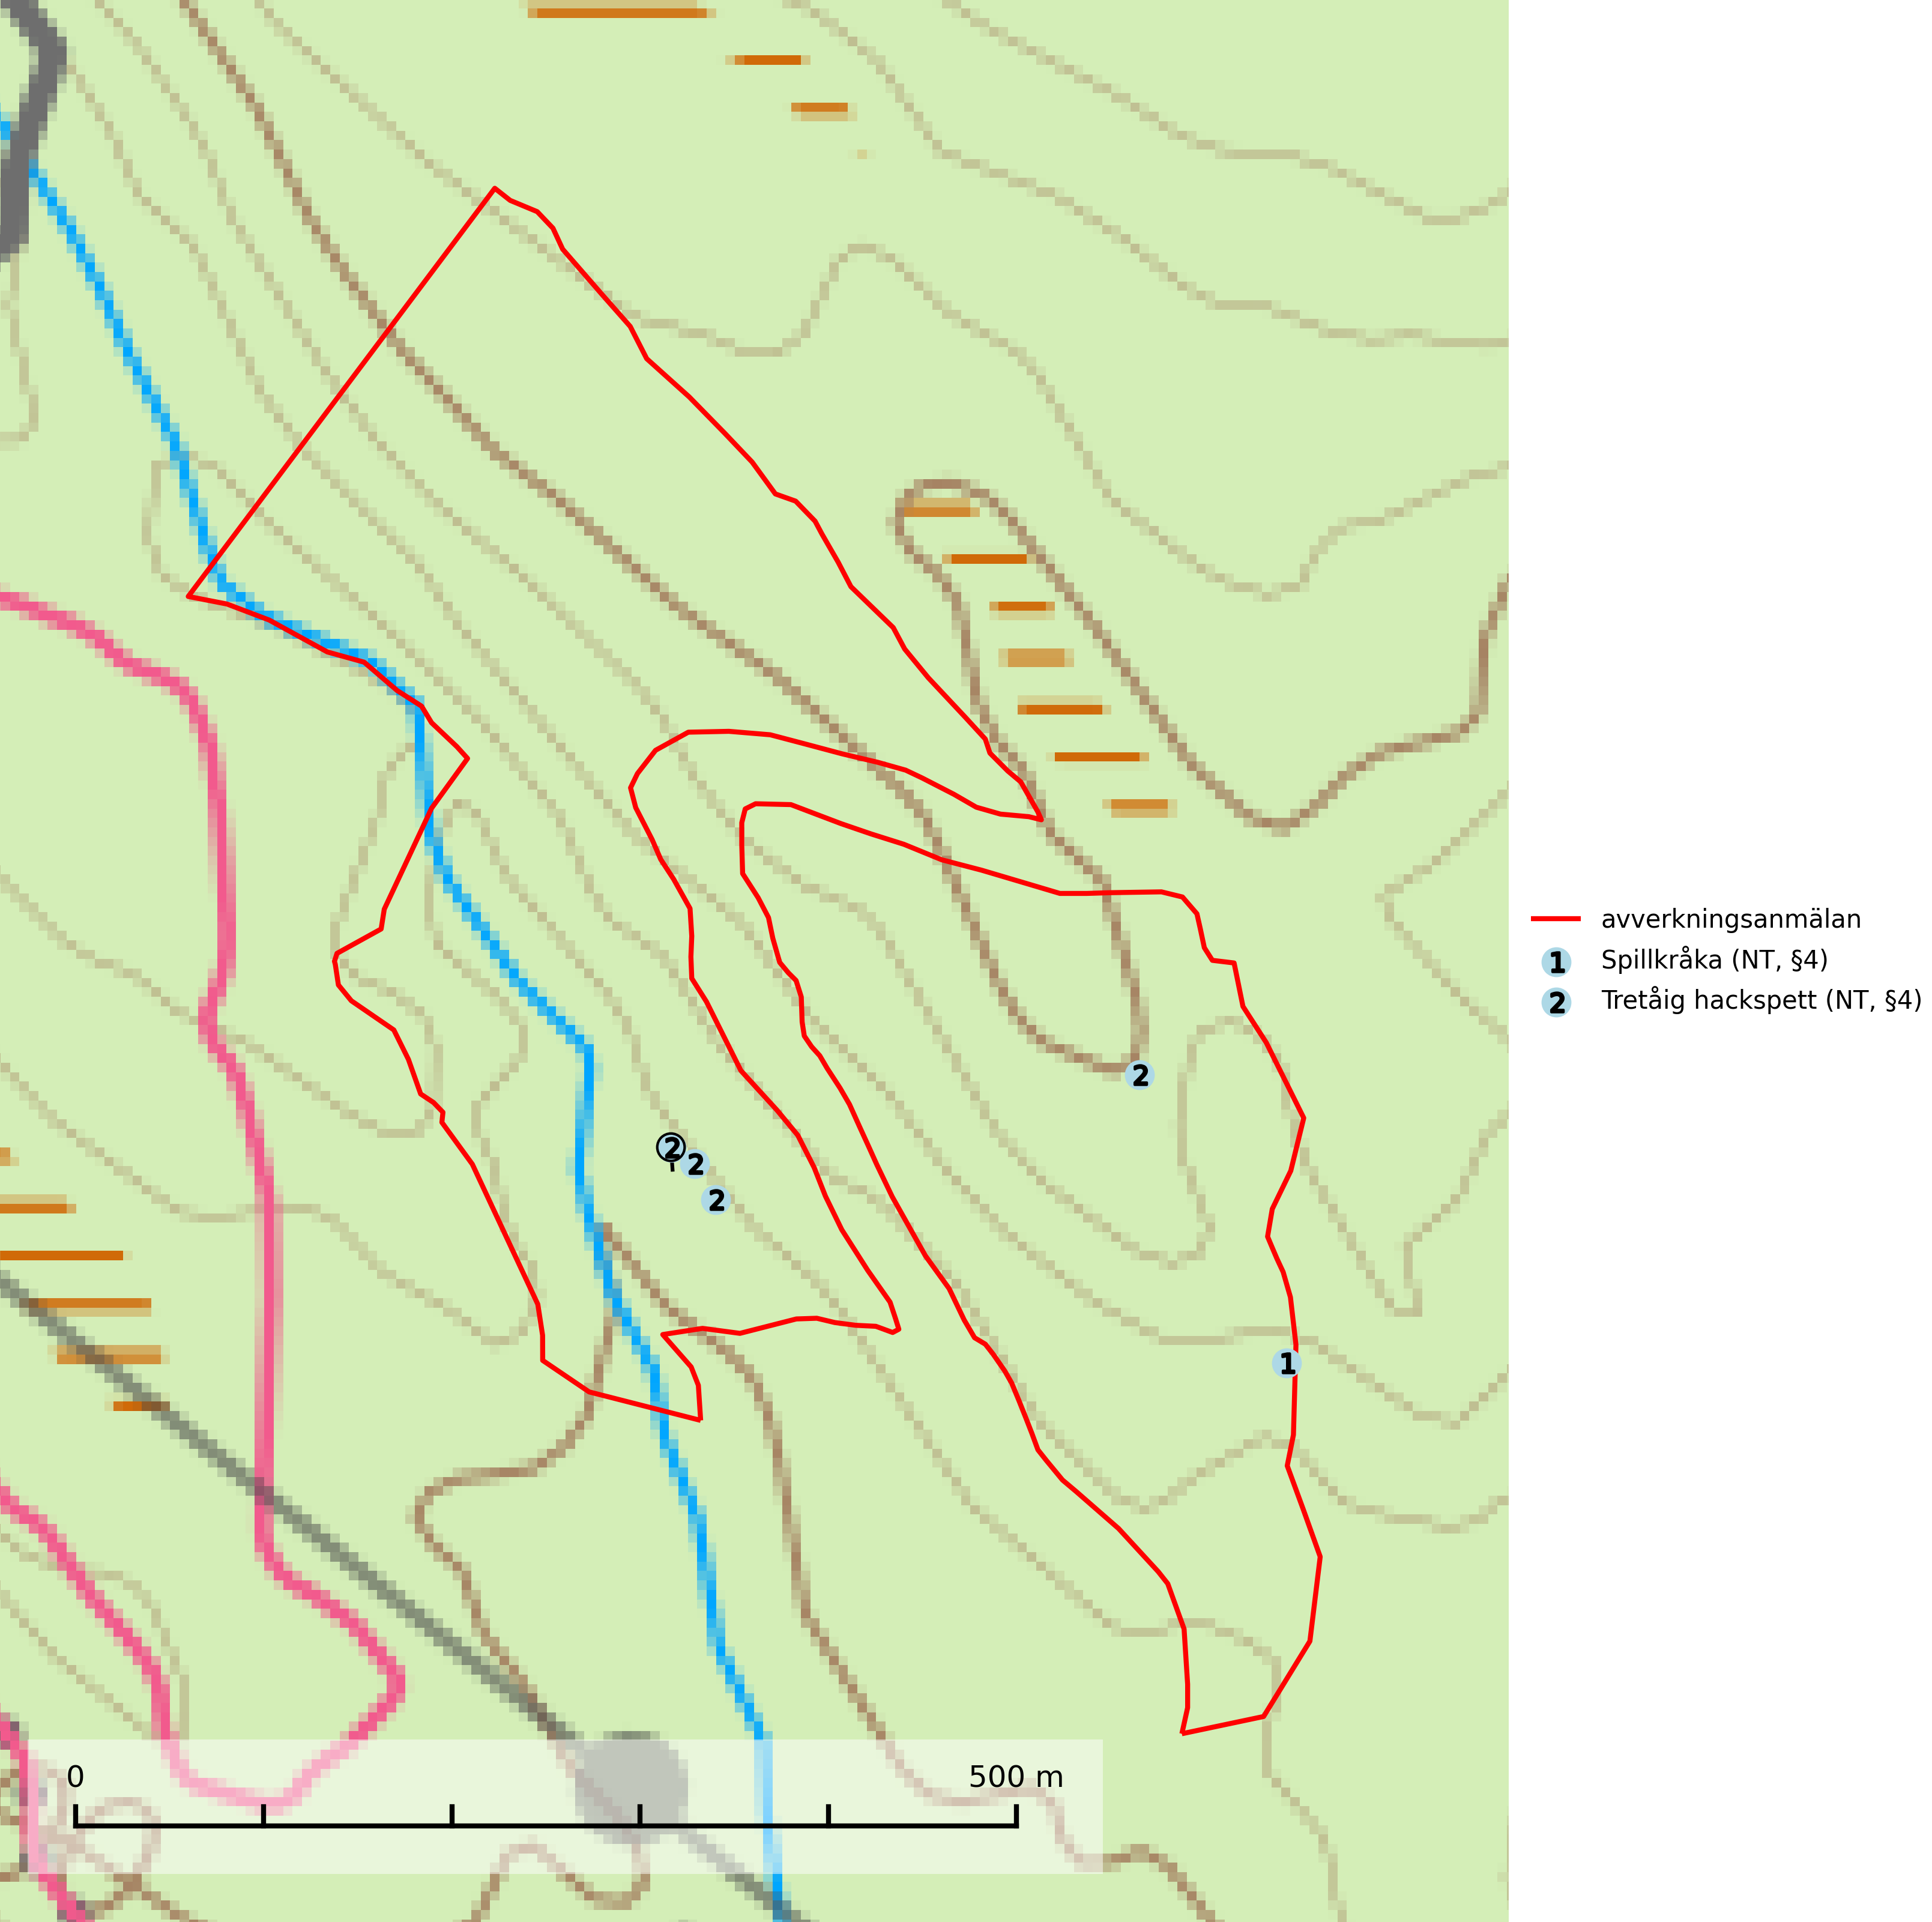 2
2
2
2
1
avverkningsanmälan
1 Spillkråka (NT, §4)
2 Tretåig hackspett (NT, §4)
0 500 m